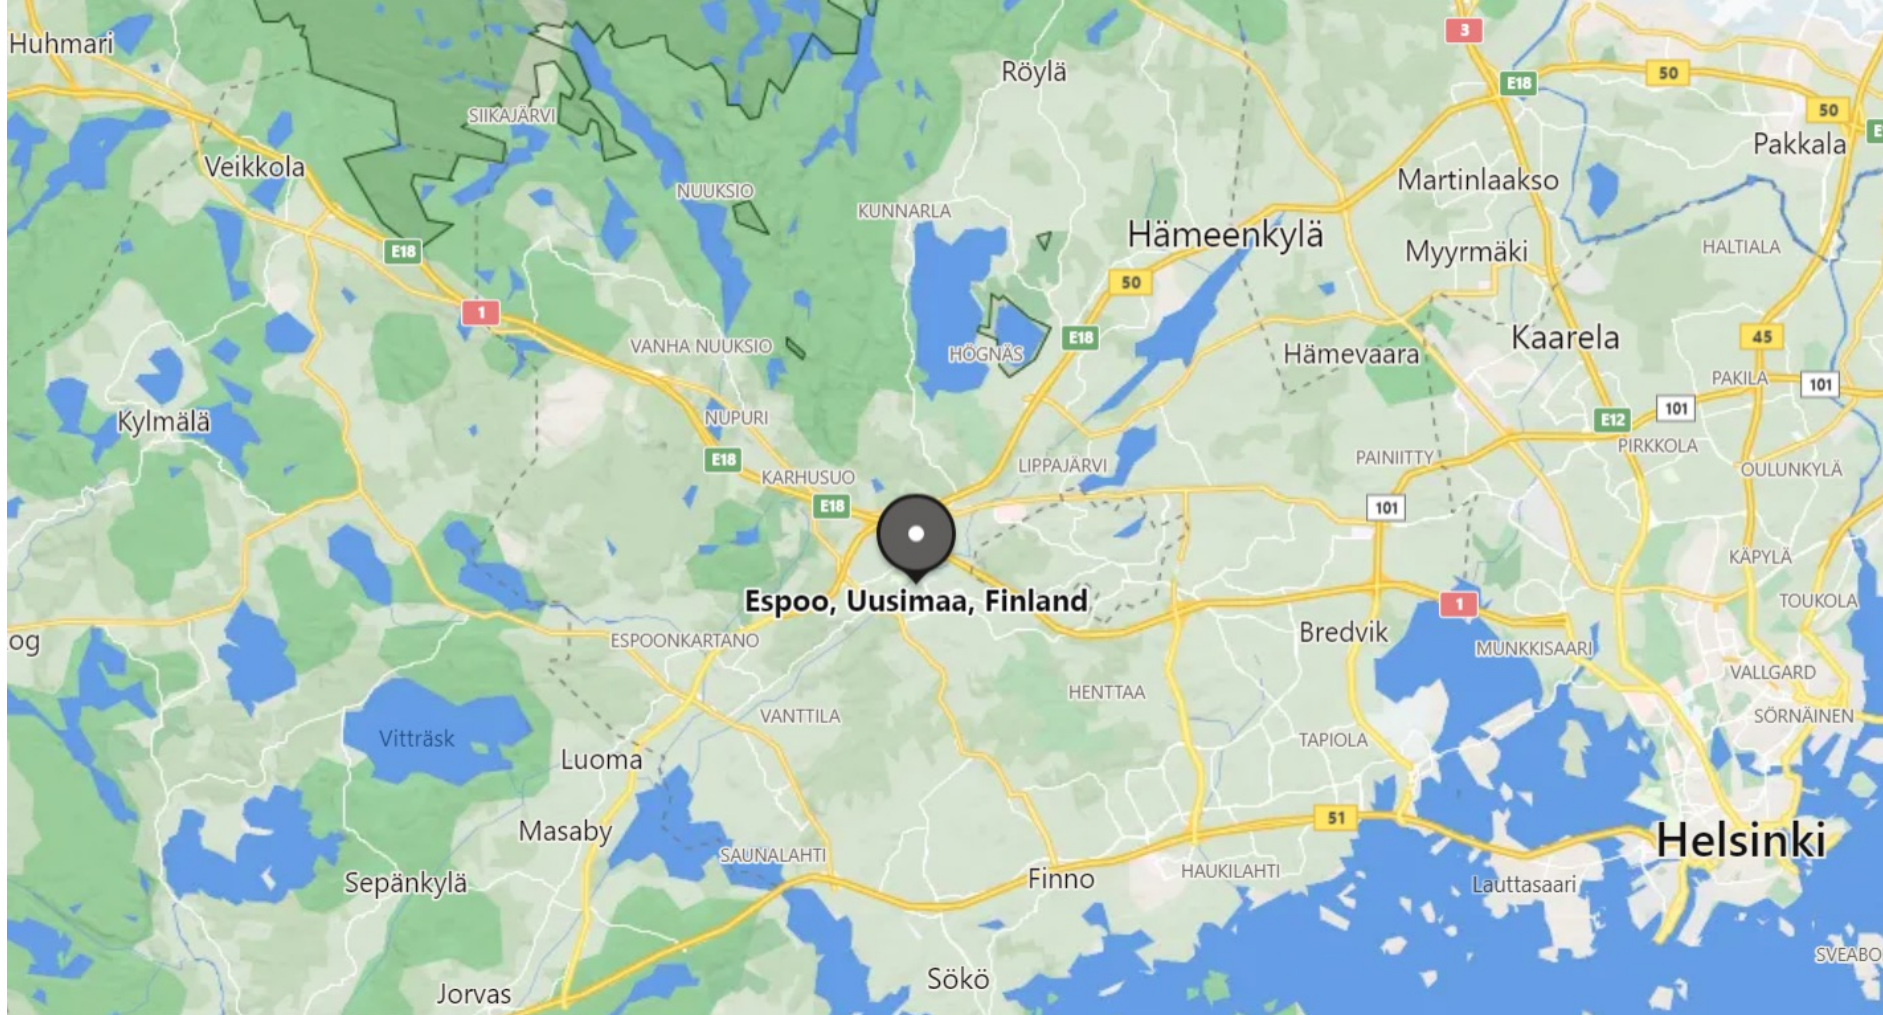 Huhmari
Röylä
3
E18
50
50
SIIKAJÄRVI
Pakkala
Veikkola
Martinlaakso
NUUKSIO
KUNNARLA
Hämeenkylä
Myyrmäki
HALTIALA
E18
50
1
E18
Kaarela
45
VANHA NUUKSIO
HÖGNÄS
Hämevaara
PAKILA
101
101
Kylmälä
NUPURI
E12
PIRKKOLA
E18
KARHUSUO
LIPPAJÄRVI
PAINIITTY
OULUNKYLÄ
E18
101
KÄPYLÄ
Espoo, Uusimaa, Finland
1
TOUKOLA
og
ESPOONKARTANO
Bredvik
MUNKKISAARI
VALLGARD
HENTTAA
VANTTILA
SÖRNÄINEN
Vitträsk
TAPIOLA
Luoma
51
Masaby
Helsinki
SAUNALAHTI
HAUKILAHTI
Sepänkylä
Finno
Lauttasaari
SVEABO
Sökö
Jorvas